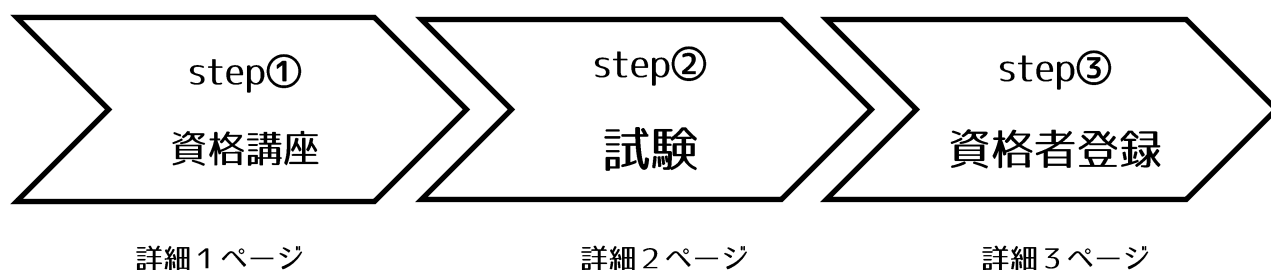 step①
資格講座
詳細１ページ
step②
試験
詳細２ページ
step③
資格者登録
詳細３ページ